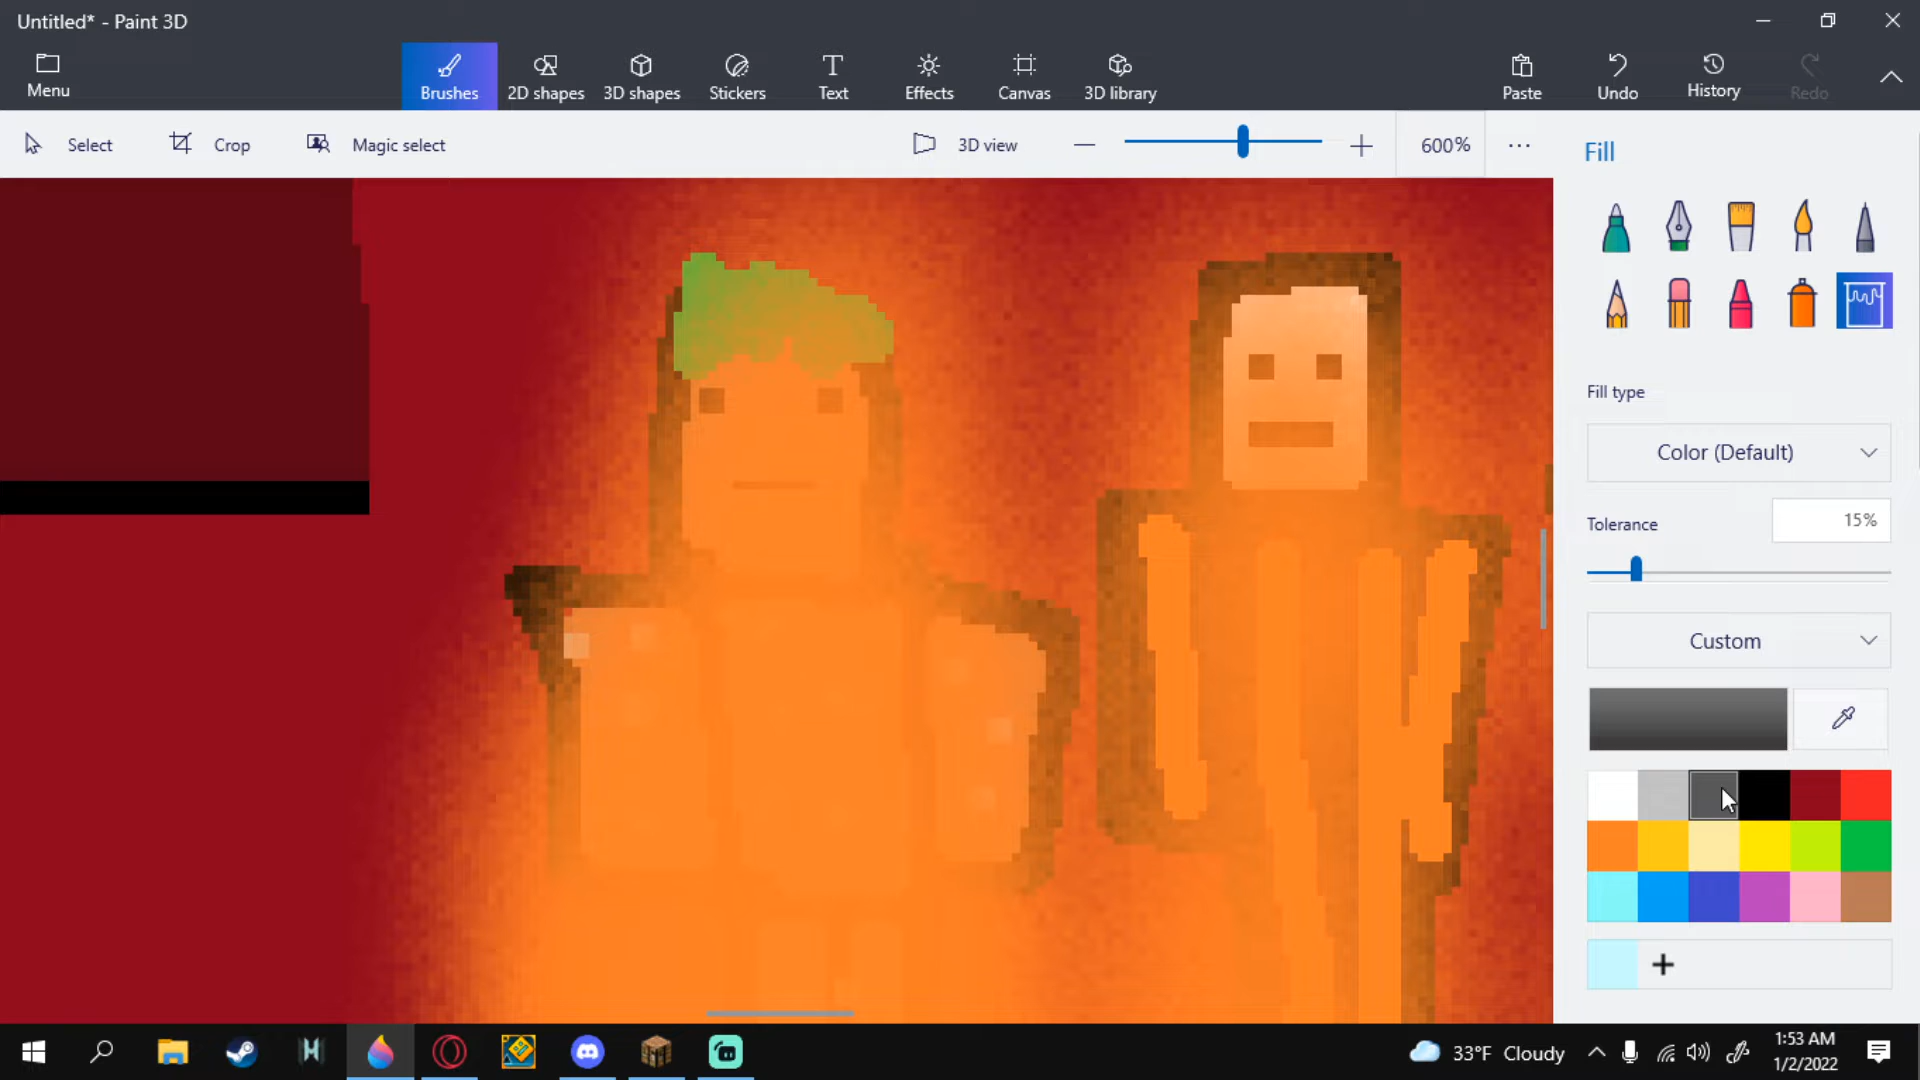 Untitled* - Paint 3D
Menu
Brushes
2D shapes
3D shapes
Stickers
Text
Effects
Canvas
3D library
Paste
Undo
History
Redo
Select
Crop
Magic select
3D view
600%
Fill
Fill type
Color (Default)
Tolerance
15%
Custom
33°F Cloudy
1:53 AM
1/2/2022